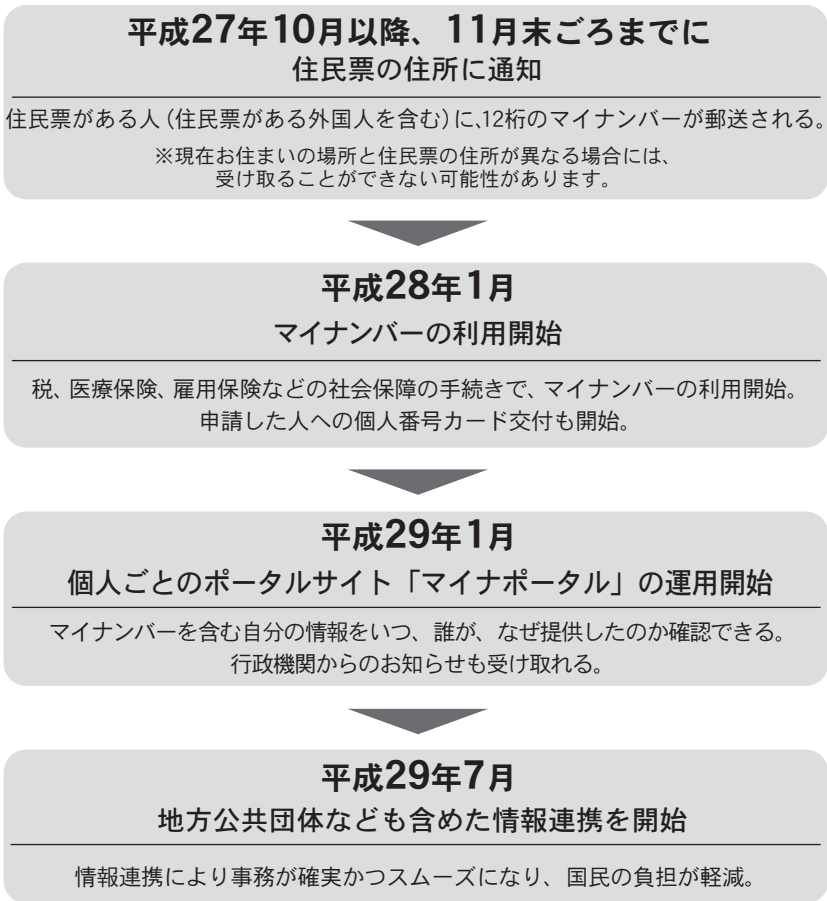 平成27年10月以降、11月末ごろまでに
住民票の住所に通知
住民票がある人(住民票がある外国人を含む)に、12桁のマイナンバーが郵送される。
※現在お住まいの場所と住民票の住所が異なる場合には、
受け取ることができない可能性があります。
平成28年1月
マイナンバーの利用開始
税、医療保険、雇用保険などの社会保障の手続きで、マイナンバーの利用開始。
申請した人への個人番号カード交付も開始。
平成29年1月
個人ごとのポータルサイト「マイナポータル」の運用開始
マイナンバーを含む自分の情報をいつ、誰が、なぜ提供したのか確認できる。
行政機関からのお知らせも受け取れる。
平成29年7月
地方公共団体なども含めた情報連携を開始
情報連携により事務が確実かつスムーズになり、国民の負担が軽減。